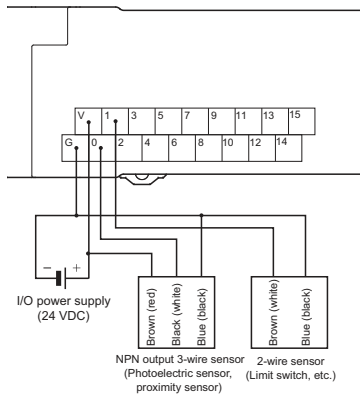 V 1 3 5 7 9 11 13 15
G 0 2 4 6 8 10 12 14
− +
I/O power supply
(24 VDC)
Brown (red)
Black (white)
Blue (black)
Brown (white)
Blue (black)
NPN output 3-wire sensor
(Photoelectric sensor,
proximity sensor)
2-wire sensor
(Limit switch, etc.)